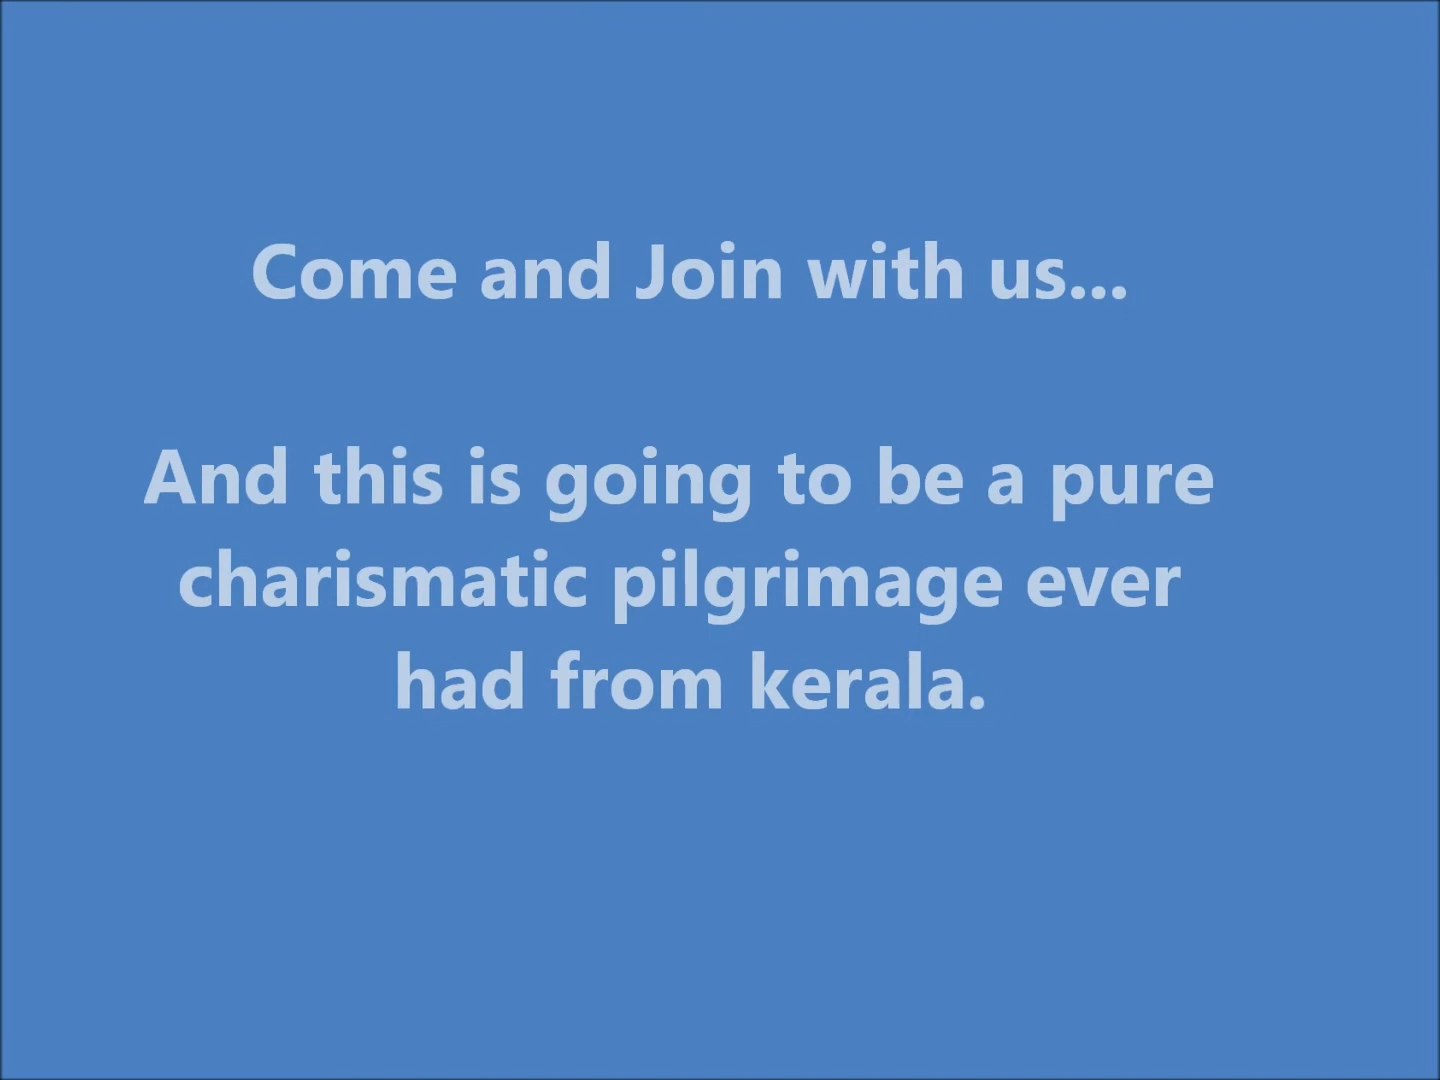 Come and Join with us...
And this is going to be a pure
charismatic pilgrimage ever
had from kerala.